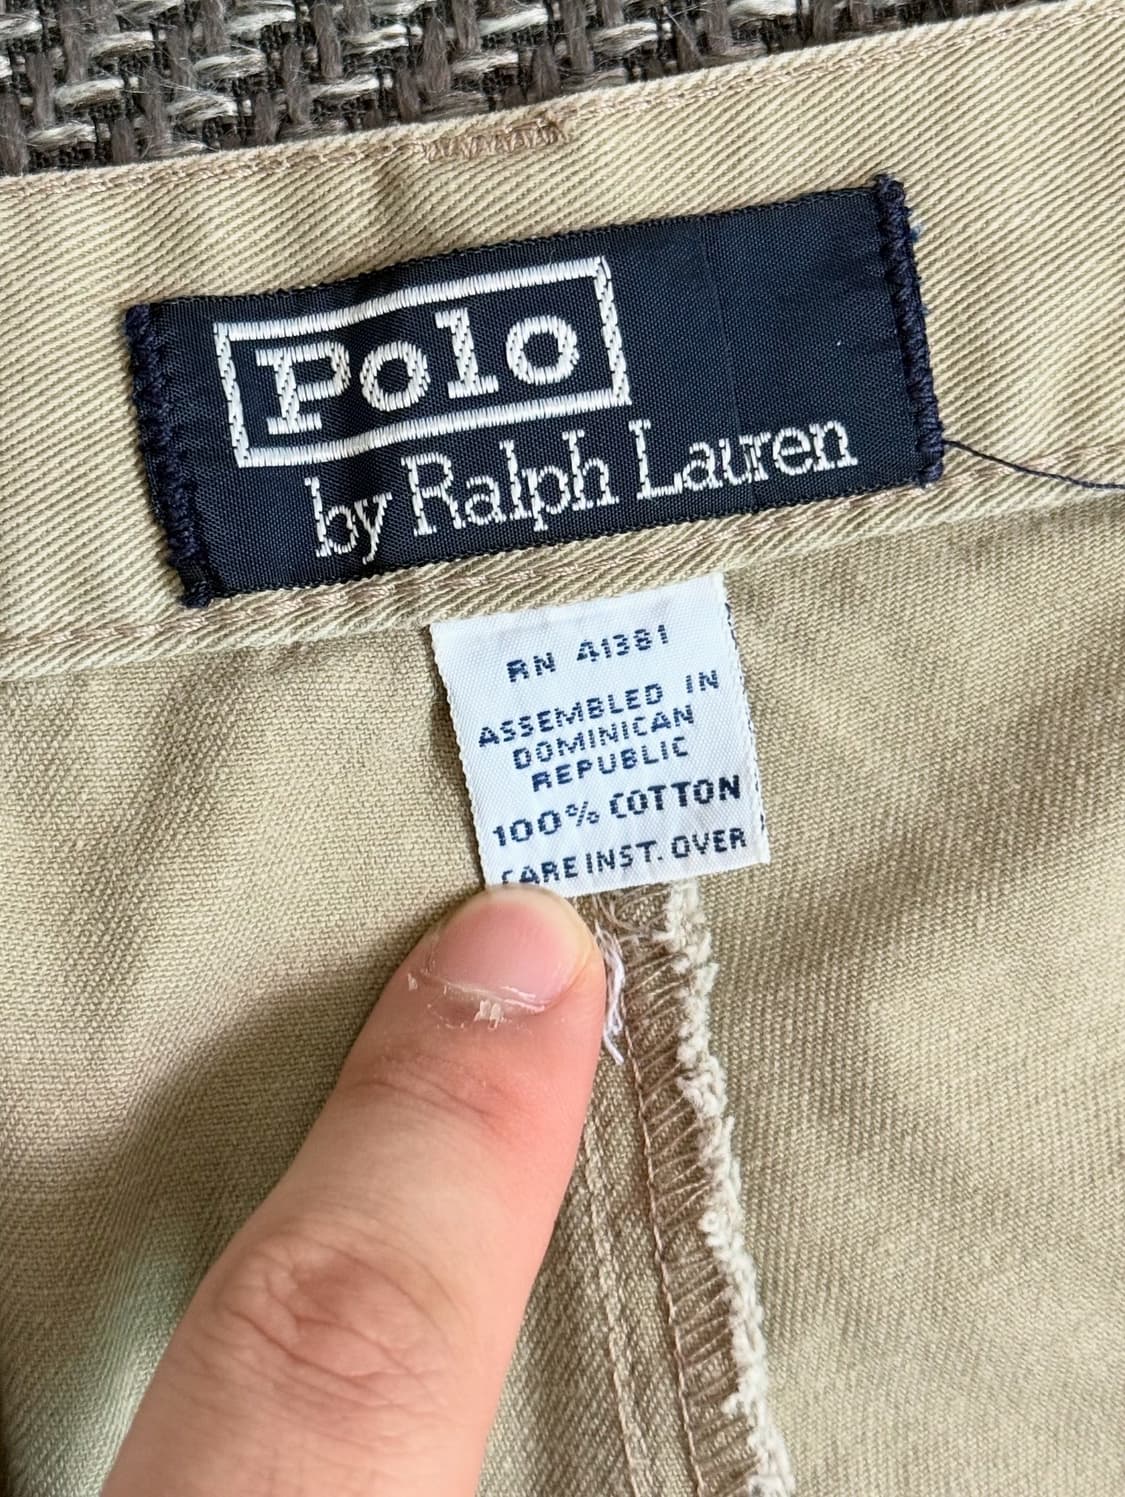 Polo
by Ralph Lauren
RN 41381
ASSEMBLED IN
DOMINICAN
REPUBLIC
100% COTTON
CARE INST. OVER